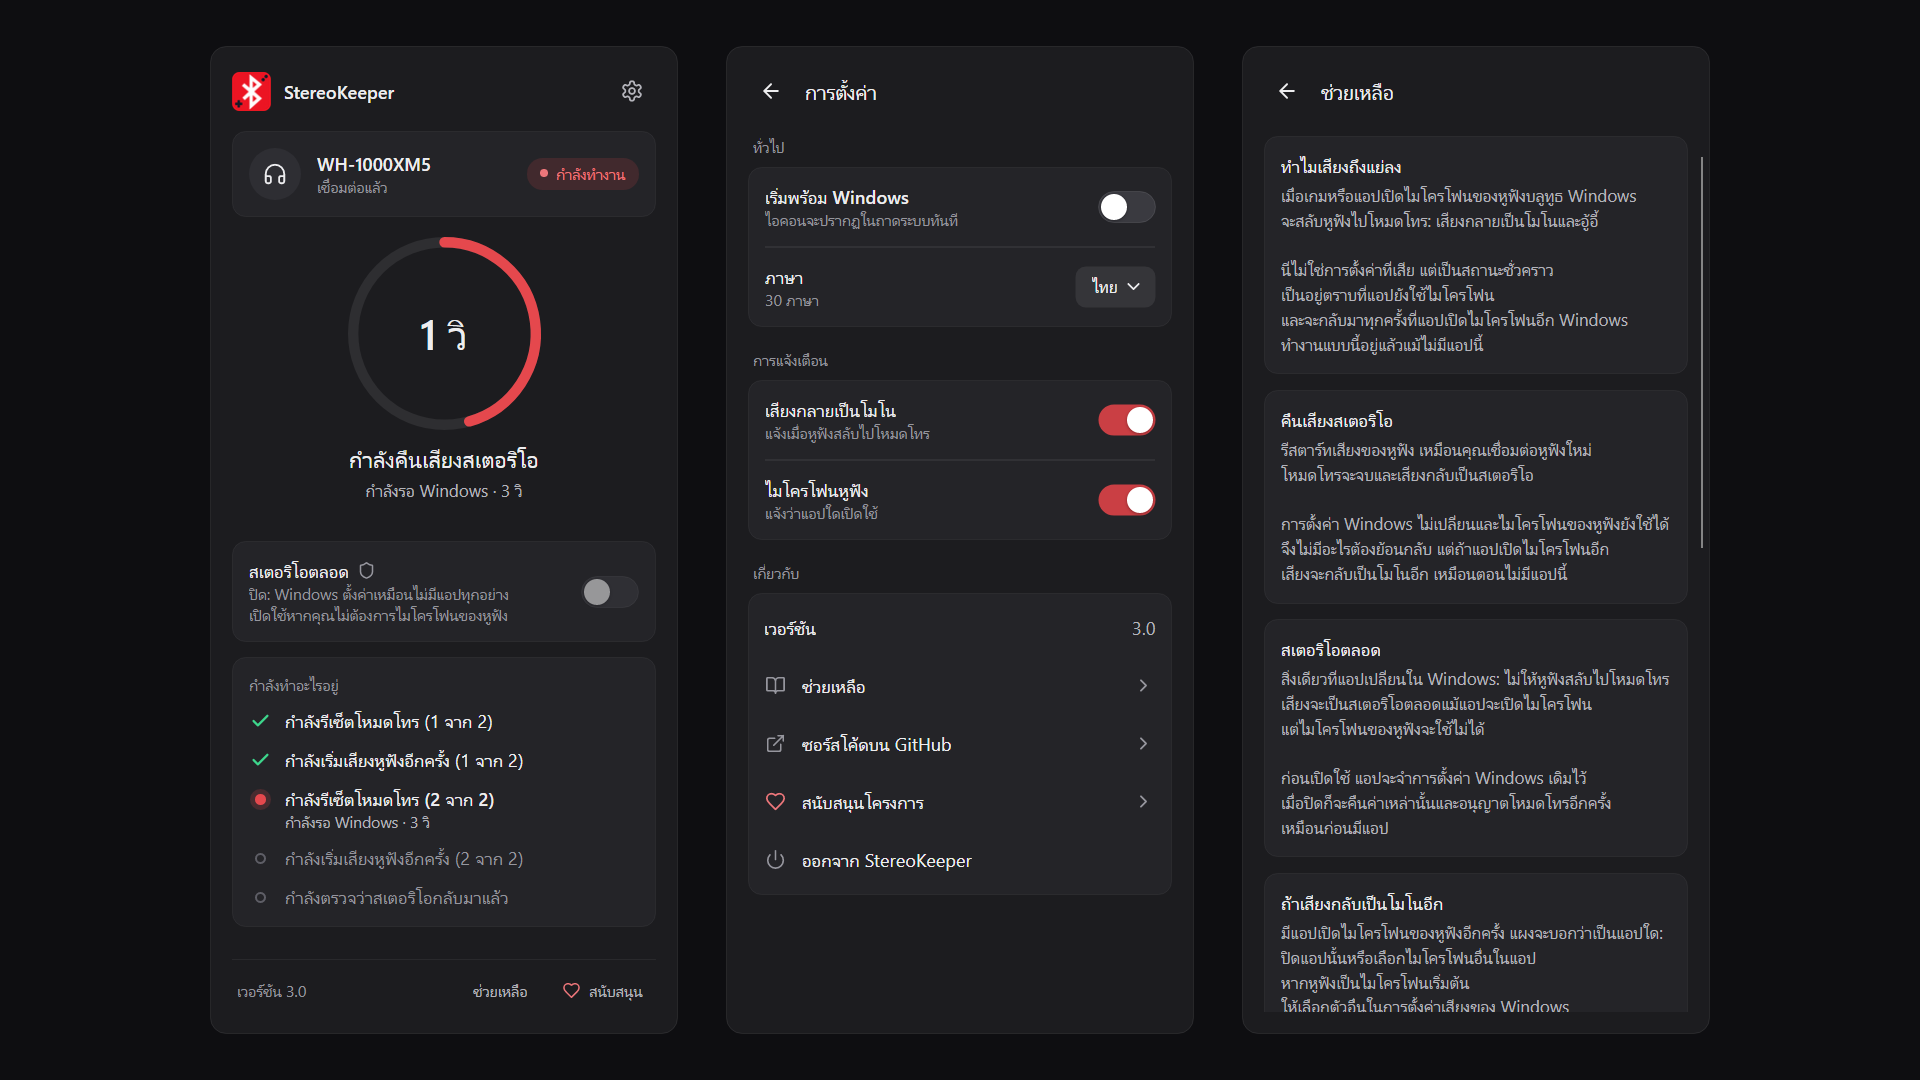 StereoKeeper
WH-1000XM5
เชื่อมต่อแล้ว
กำลังทำงาน
1 วิ
กำลังคืนเสียงสเตอริโอ
กำลังรอ Windows · 3 วิ
สเตอริโอตลอด
ปิด: Windows ตั้งค่าเหมือนไม่มีแอปทุกอย่าง
เปิดใช้หากคุณไม่ต้องการไมโครโฟนของหูฟัง
กำลังทำอะไรอยู่
กำลังรีเซ็ตโหมดโทร (1 จาก 2)
กำลังเริ่มเสียงหูฟังอีกครั้ง (1 จาก 2)
กำลังรีเซ็ตโหมดโทร (2 จาก 2)
กำลังรอ Windows · 3 วิ
กำลังเริ่มเสียงหูฟังอีกครั้ง (2 จาก 2)
กำลังตรวจว่าสเตอริโอกลับมาแล้ว
เวอร์ชัน 3.0
ช่วยเหลือ
สนับสนุน
การตั้งค่า
ทั่วไป
เริ่มพร้อม Windows
ไอคอนจะปรากฏในถาดระบบทันที
ภาษา
30 ภาษา
ไทย
การแจ้งเตือน
เสียงกลายเป็นโมโน
แจ้งเมื่อหูฟังสลับไปโหมดโทร
ไมโครโฟนหูฟัง
แจ้งว่าแอปใดเปิดใช้
เกี่ยวกับ
เวอร์ชัน
3.0
ช่วยเหลือ
ซอร์สโค้ดบน GitHub
สนับสนุนโครงการ
ออกจาก StereoKeeper
ช่วยเหลือ
ทำไมเสียงถึงแย่ลง
เมื่อเกมหรือแอปเปิดไมโครโฟนของหูฟังบลูทูธ Windows
จะสลับหูฟังไปโหมดโทร: เสียงกลายเป็นโมโนและอู้อี้
นี่ไม่ใช่การตั้งค่าที่เสีย แต่เป็นสถานะชั่วคราว
เป็นอยู่ตราบที่แอปยังใช้ไมโครโฟน
และจะกลับมาทุกครั้งที่แอปเปิดไมโครโฟนอีก Windows
ทำงานแบบนี้อยู่แล้วแม้ไม่มีแอปนี้
คืนเสียงสเตอริโอ
รีสตาร์ทเสียงของหูฟัง เหมือนคุณเชื่อมต่อหูฟังใหม่
โหมดโทรจะจบและเสียงกลับเป็นสเตอริโอ
การตั้งค่า Windows ไม่เปลี่ยนและไมโครโฟนของหูฟังยังใช้ได้
จึงไม่มีอะไรต้องย้อนกลับ แต่ถ้าแอปเปิดไมโครโฟนอีก
เสียงจะกลับเป็นโมโนอีก เหมือนตอนไม่มีแอปนี้
สเตอริโอตลอด
สิ่งเดียวที่แอปเปลี่ยนใน Windows: ไม่ให้หูฟังสลับไปโหมดโทร
เสียงจะเป็นสเตอริโอตลอดแม้แอปจะเปิดไมโครโฟน
แต่ไมโครโฟนของหูฟังจะใช้ไม่ได้
ก่อนเปิดใช้ แอปจะจำการตั้งค่า Windows เดิมไว้
เมื่อปิดก็จะคืนค่าเหล่านั้นและอนุญาตโหมดโทรอีกครั้ง
เหมือนก่อนมีแอป
ถ้าเสียงกลับเป็นโมโนอีก
มีแอปเปิดไมโครโฟนของหูฟังอีกครั้ง แผงจะบอกว่าเป็นแอปใด:
ปิดแอปนั้นหรือเลือกไมโครโฟนอื่นในแอป
หากหูฟังเป็นไมโครโฟนเริ่มต้น
ให้เลือกตัวอื่นในการตั้งค่าเสียงของ Windows